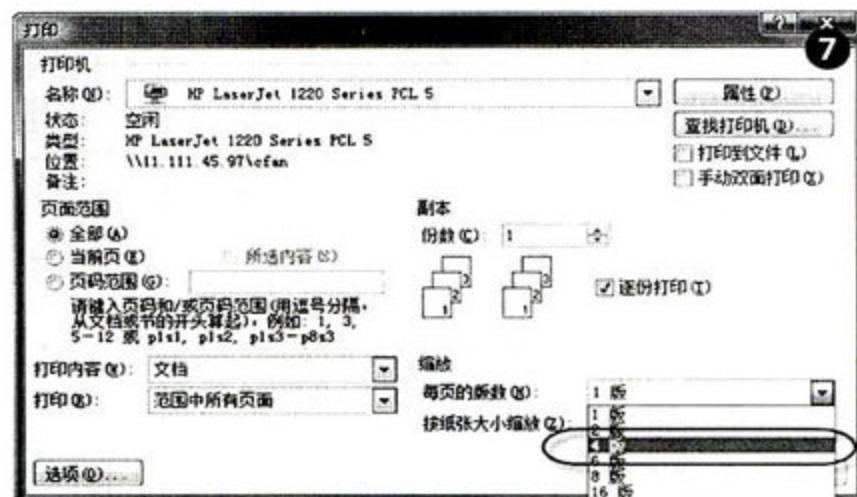 打印
7
打印机
名称(N): HP LaserJet 1220 Series PCL 5 属性(P)
状态: 空闲 查找打印机(D)...
类型: HP LaserJet 1220 Series PCL 5
位置: \\11.111.45.97\cfan 打印到文件(L)
备注: 手动双面打印(X)
页面范围 副本
全部(A) 份数(C): 1
当前页(E) 所选内容(S)
页码范围(G): 逐份打印(T)
请键入页码和/或页码范围(用逗号分隔,
从文档或节的开头算起), 例如: 1, 3,
5-12 或 p1s1, p1s2, p1s3-p8s3
打印内容(W): 文档 缩放
打印(R): 范围中所有页面 每页的版数(H): 1 版
按纸张大小缩放(Z): 1 版
2 版
4 版
6 版
8 版
16 版
选项(O)...